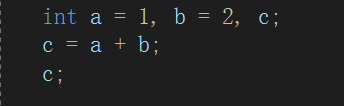 int a = 1, b = 2, c;
c = a + b;
c;